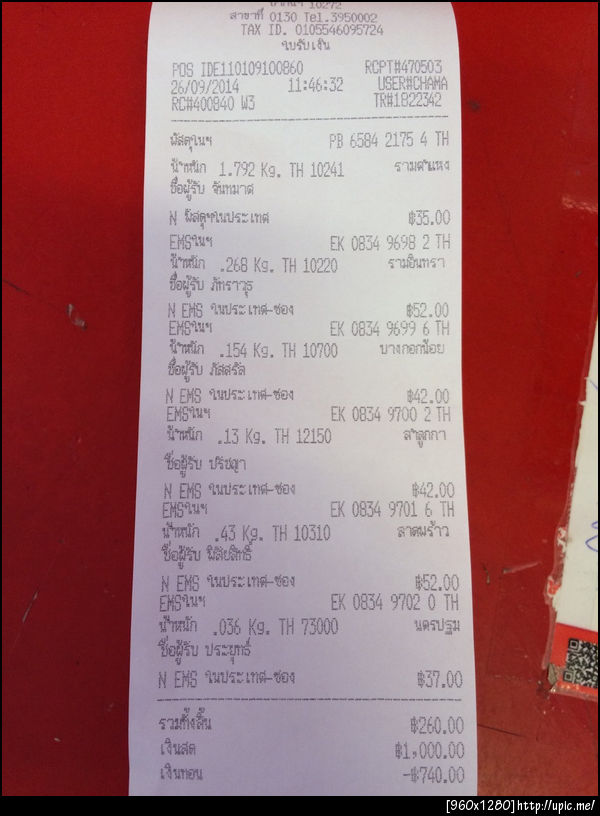 10272
สาขาที่ 0130 Tel.3950002
TAX ID. 0105546095724
ใบรับเงิน
POS IDE110109100860 RCPT#470503
26/09/2014 11:46:32 USER#CHAMA
RC#400840 W3 TR#1822342
พัสดุในฯ PB 6584 2175 4 TH
น้ำหนัก 1.792 Kg. TH 10241 รามคำแหง
ชื่อผู้รับ จันทมาต
N พัสดุฯในประเทศ ฿35.00
EMSในฯ EK 0834 9698 2 TH
น้ำหนัก .268 Kg. TH 10220 รามอินทรา
ชื่อผู้รับ ภัทราวุธ
N EMS ในประเทศ-ซอง ฿52.00
EMSในฯ EK 0834 9699 6 TH
น้ำหนัก .154 Kg. TH 10700 บางกอกน้อย
ชื่อผู้รับ ภัสสรัล
N EMS ในประเทศ-ซอง ฿42.00
EMSในฯ EK 0834 9700 2 TH
น้ำหนัก .13 Kg. TH 12150 ลำลูกกา
ชื่อผู้รับ ปรัชญา
N EMS ในประเทศ-ซอง ฿42.00
EMSในฯ EK 0834 9701 6 TH
น้ำหนัก .43 Kg. TH 10310 ลาดพร้าว
ชื่อผู้รับ พิสิยสิทธิ์
N EMS ในประเทศ-ซอง ฿52.00
EMSในฯ EK 0834 9702 0 TH
น้ำหนัก .036 Kg. TH 73000 นครปฐม
ชื่อผู้รับ ประยุทธ์
N EMS ในประเทศ-ซอง ฿37.00
รวมทั้งสิ้น ฿260.00
เงินสด ฿1,000.00
เงินทอน -฿740.00
[960x1280]http://upic.me/